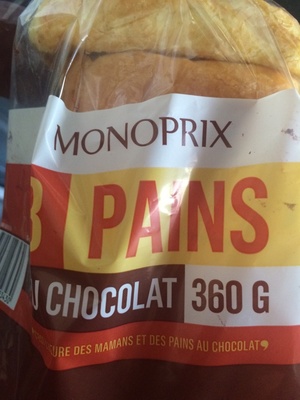 MONOPRIX
PAINS
CHOCOLAT 360 G
DES MAMANS ET DES PAINS AU CHOCOLAT